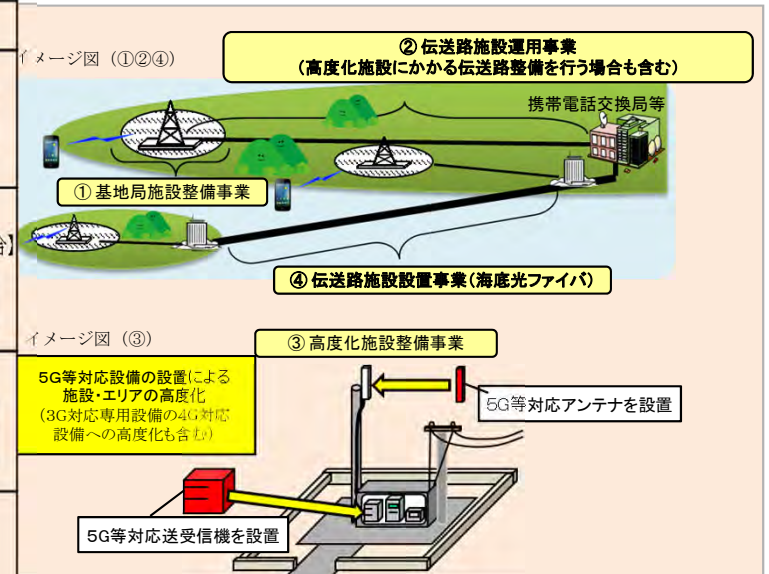 イメージ図（①②④）
② 伝送路施設運用事業
（高度化施設にかかる伝送路整備を行う場合も含む）
携帯電話交換局等
① 基地局施設整備事業
④ 伝送路施設設置事業（海底光ファイバ）
イメージ図（③）
③ 高度化施設整備事業
5G等対応設備の設置による
施設・エリアの高度化
（3G対応専用設備の4G対応
設備への高度化も含む）
5G等対応アンテナを設置
5G等対応送受信機を設置